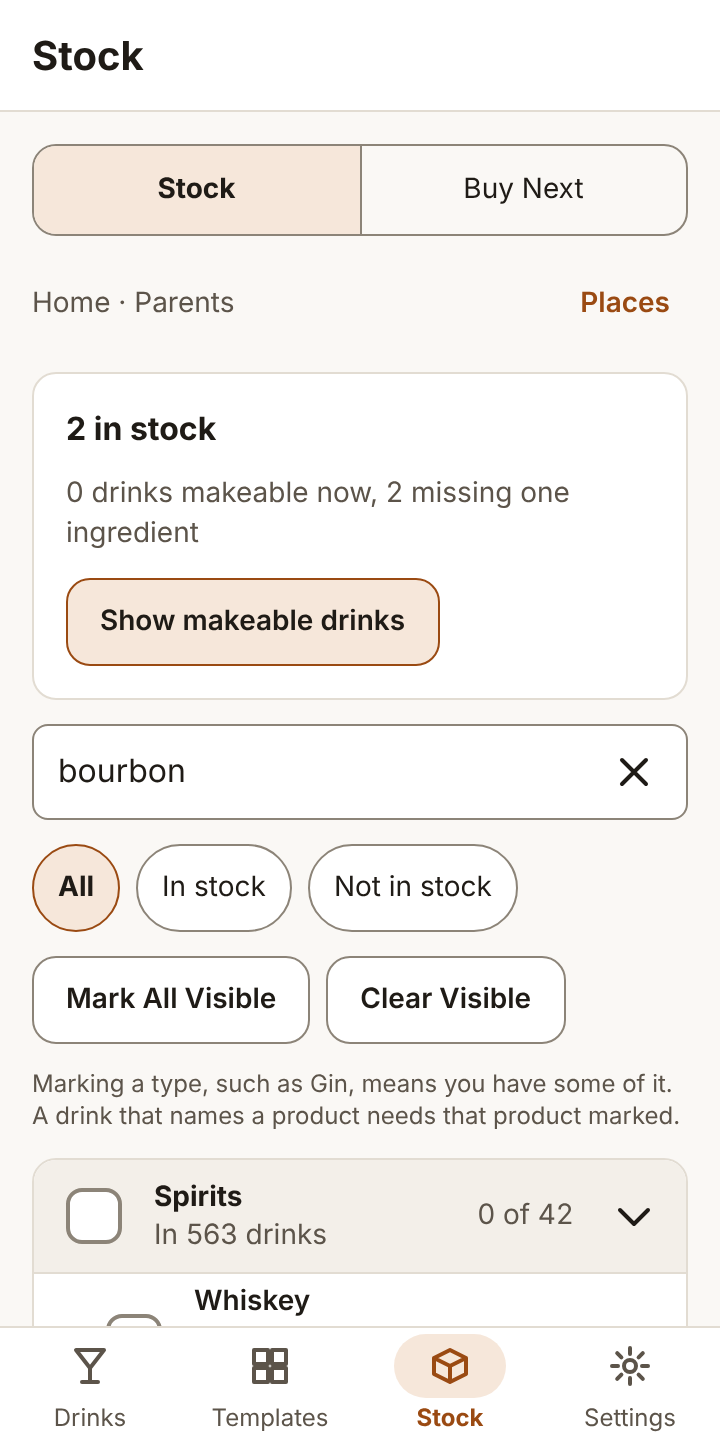 Stock
Stock
Buy Next
Home · Parents
Places
2 in stock
0 drinks makeable now, 2 missing one
ingredient
Show makeable drinks
bourbon
All
In stock
Not in stock
Mark All Visible
Clear Visible
Marking a type, such as Gin, means you have some of it.
A drink that names a product needs that product marked.
Spirits
0 of 42
In 563 drinks
Whiskey
Drinks
Templates
Stock
Settings